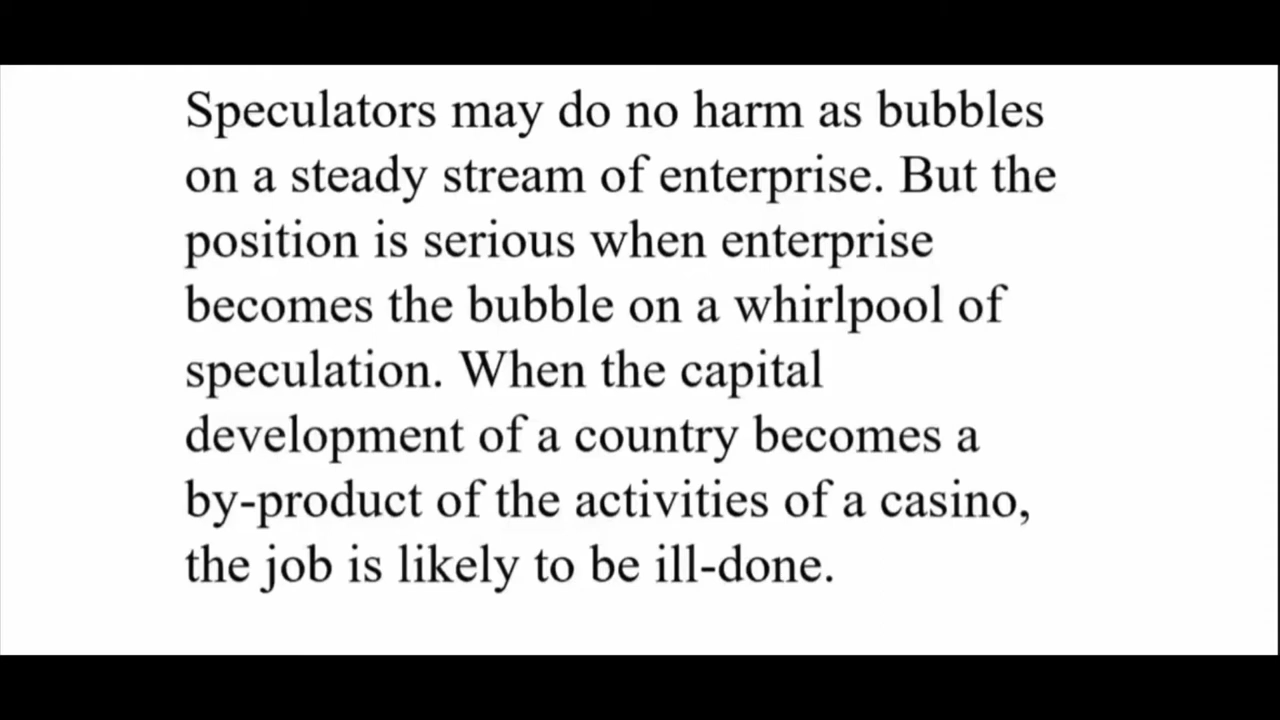 Speculators may do no harm as bubbles
on a steady stream of enterprise. But the
position is serious when enterprise
becomes the bubble on a whirlpool of
speculation. When the capital
development of a country becomes a
by-product of the activities of a casino,
the job is likely to be ill-done.